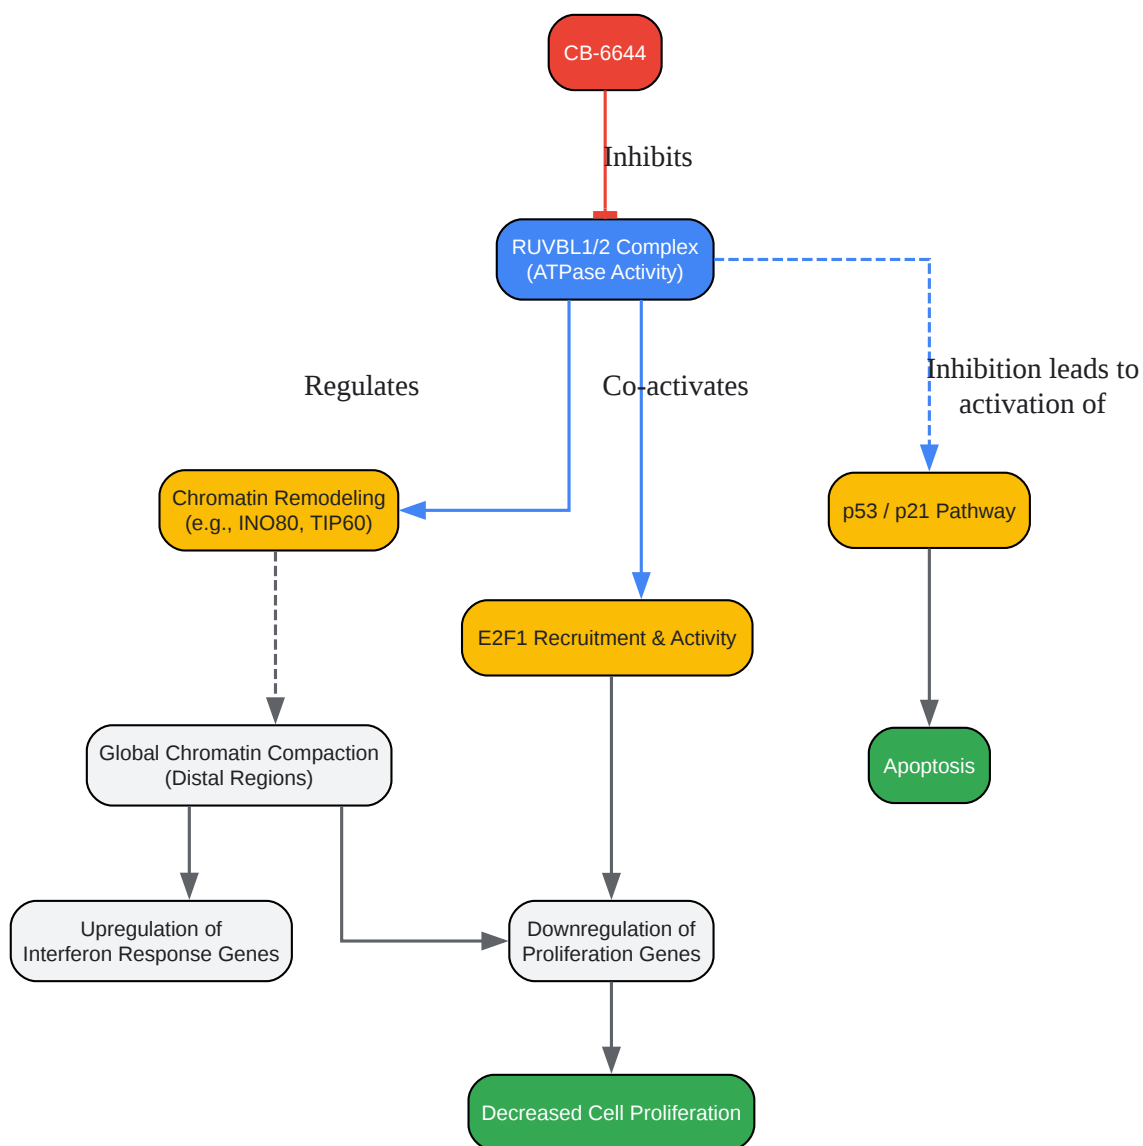 CB-6644
Inhibits
RUVBL1/2 Complex
(ATPase Activity)
Regulates
Co-activates
Inhibition leads to
activation of
Chromatin Remodeling
(e.g., INO80, TIP60)
p53 / p21 Pathway
E2F1 Recruitment & Activity
Global Chromatin Compaction
(Distal Regions)
Apoptosis
Upregulation of
Interferon Response Genes
Downregulation of
Proliferation Genes
Decreased Cell Proliferation